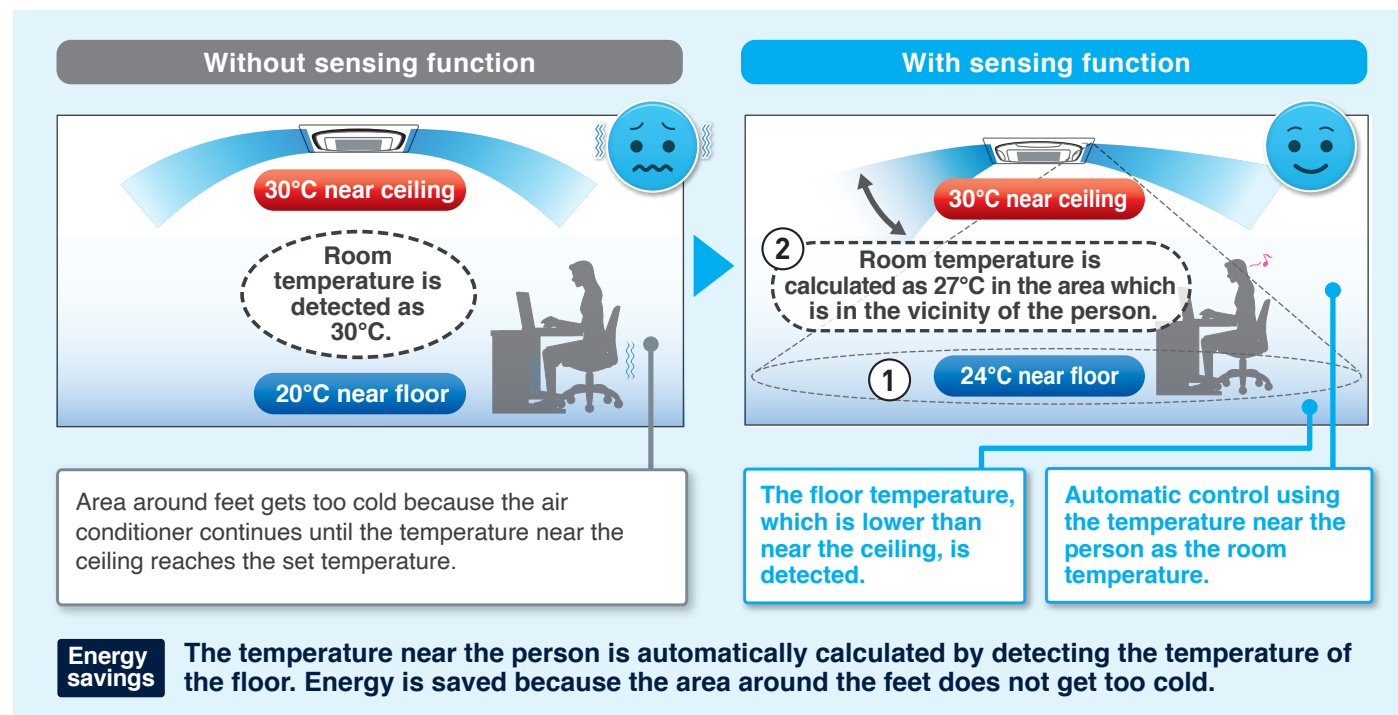 Without sensing function
30°C near ceiling
Room
temperature is
detected as
30°C.
20°C near floor
Area around feet gets too cold because the air
conditioner continues until the temperature near the
ceiling reaches the set temperature.
With sensing function
30°C near ceiling
2
Room temperature is
calculated as 27°C in the area which
is in the vicinity of the person.
1
24°C near floor
The floor temperature,
which is lower than
near the ceiling, is
detected.
Automatic control using
the temperature near the
person as the room
temperature.
Energy
savings
The temperature near the person is automatically calculated by detecting the temperature of
the floor. Energy is saved because the area around the feet does not get too cold.